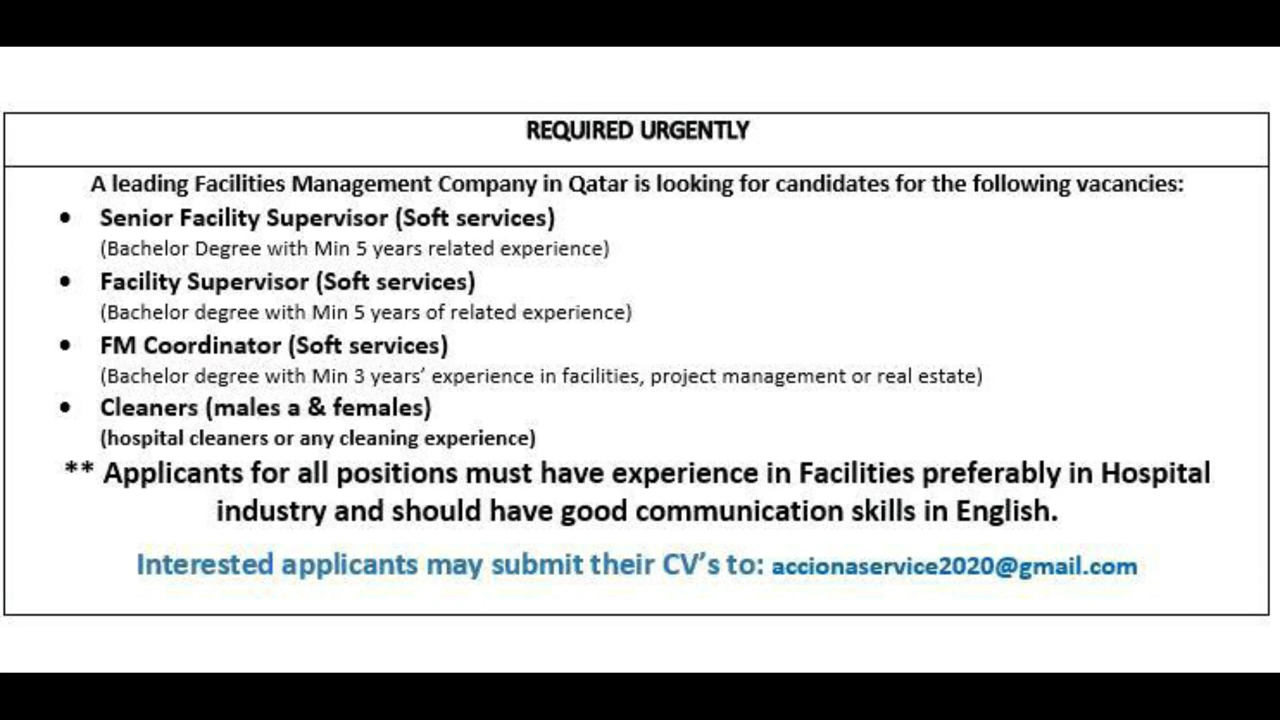 REQUIRED URGENTLY
A leading Facilities Management Company in Qatar is looking for candidates for the following vacancies:
• Senior Facility Supervisor (Soft services)
(Bachelor Degree with Min 5 years related experience)
• Facility Supervisor (Soft services)
(Bachelor degree with Min 5 years of related experience)
• FM Coordinator (Soft services)
(Bachelor degree with Min 3 years’ experience in facilities, project management or real estate)
• Cleaners (males a & females)
(hospital cleaners or any cleaning experience)
** Applicants for all positions must have experience in Facilities preferably in Hospital
industry and should have good communication skills in English.
Interested applicants may submit their CV’s to: accionaservice2020@gmail.com